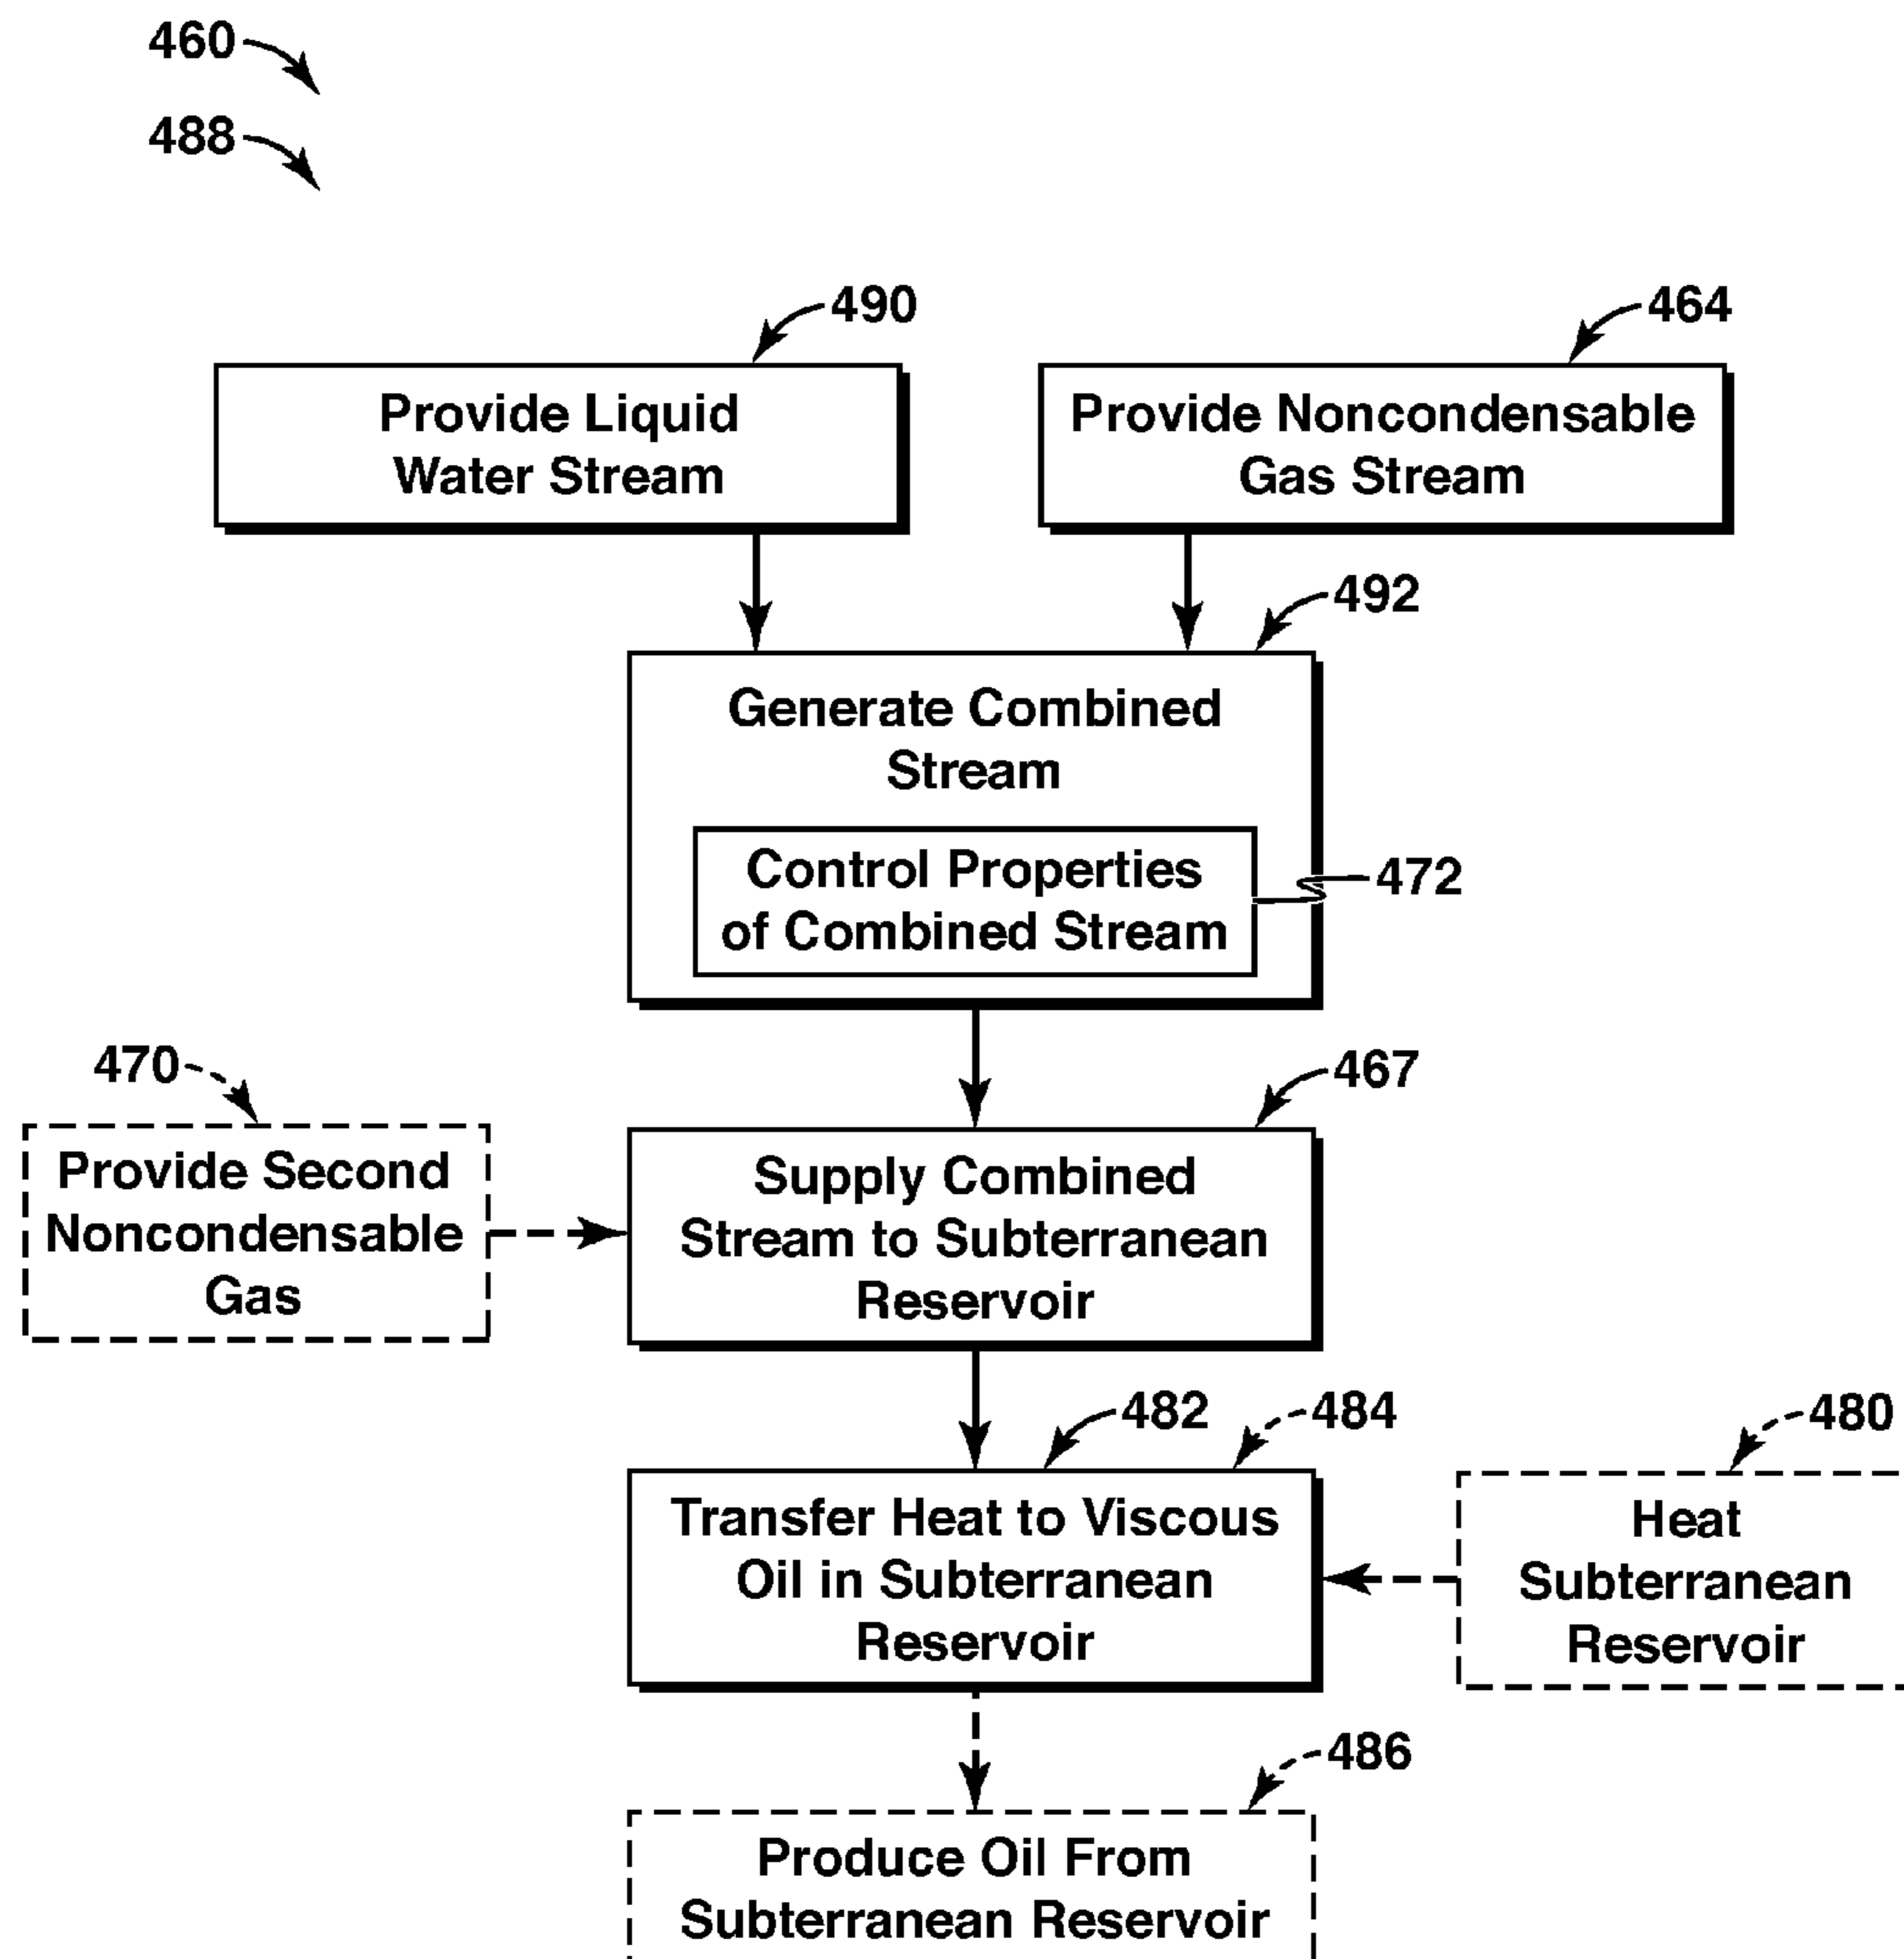 460
488
490
464
Provide Liquid
Water Stream
Provide Noncondensable
Gas Stream
492
Generate Combined
Stream
Control Properties
of Combined Stream
472
470
467
Provide Second
Noncondensable
Gas
Supply Combined
Stream to Subterranean
Reservoir
482
484
480
Transfer Heat to Viscous
Oil in Subterranean
Reservoir
Heat
Subterranean
Reservoir
486
Produce Oil From
Subterranean Reservoir